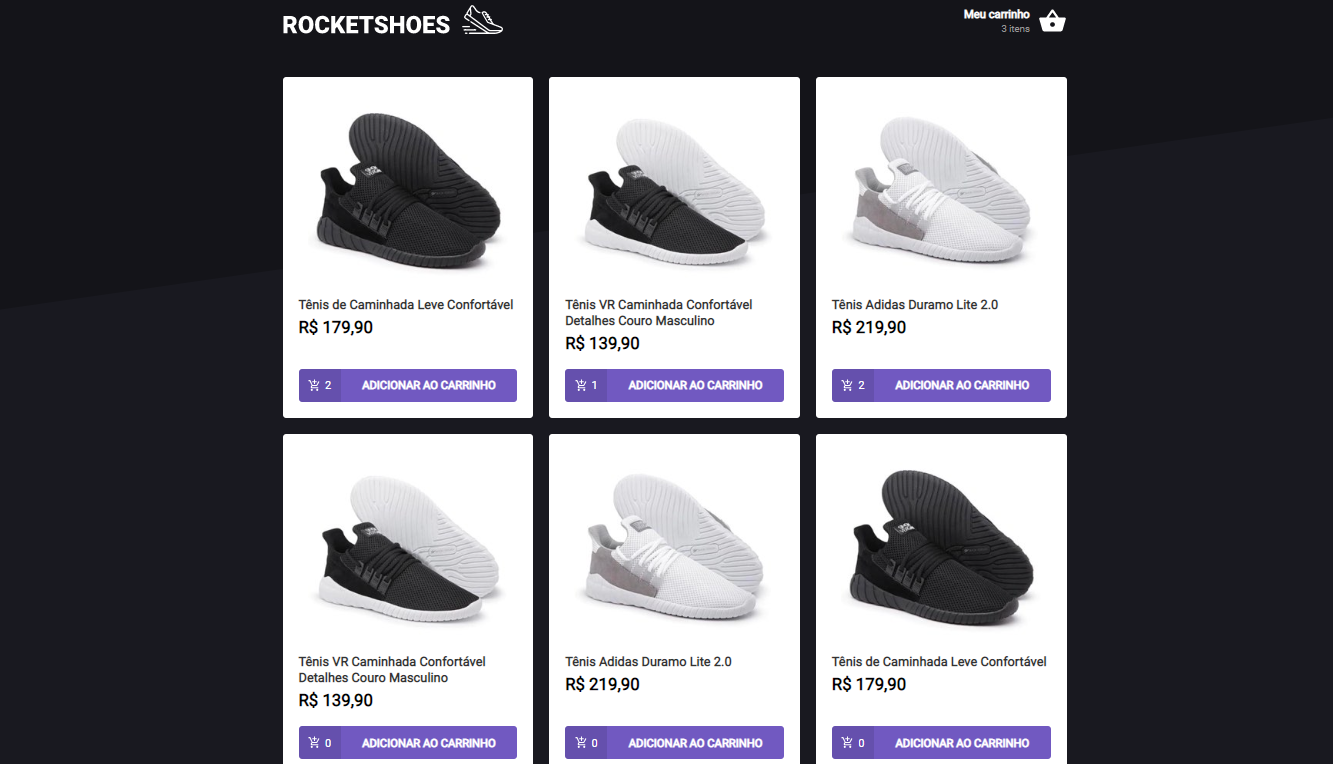 ROCKETSHOES
Meu carrinho
3 itens
Tênis de Caminhada Leve Confortável
R$ 179,90
2 ADICIONAR AO CARRINHO
Tênis VR Caminhada Confortável
Detalhes Couro Masculino
R$ 139,90
1 ADICIONAR AO CARRINHO
Tênis Adidas Duramo Lite 2.0
R$ 219,90
2 ADICIONAR AO CARRINHO
Tênis VR Caminhada Confortável
Detalhes Couro Masculino
R$ 139,90
0 ADICIONAR AO CARRINHO
Tênis Adidas Duramo Lite 2.0
R$ 219,90
0 ADICIONAR AO CARRINHO
Tênis de Caminhada Leve Confortável
R$ 179,90
0 ADICIONAR AO CARRINHO